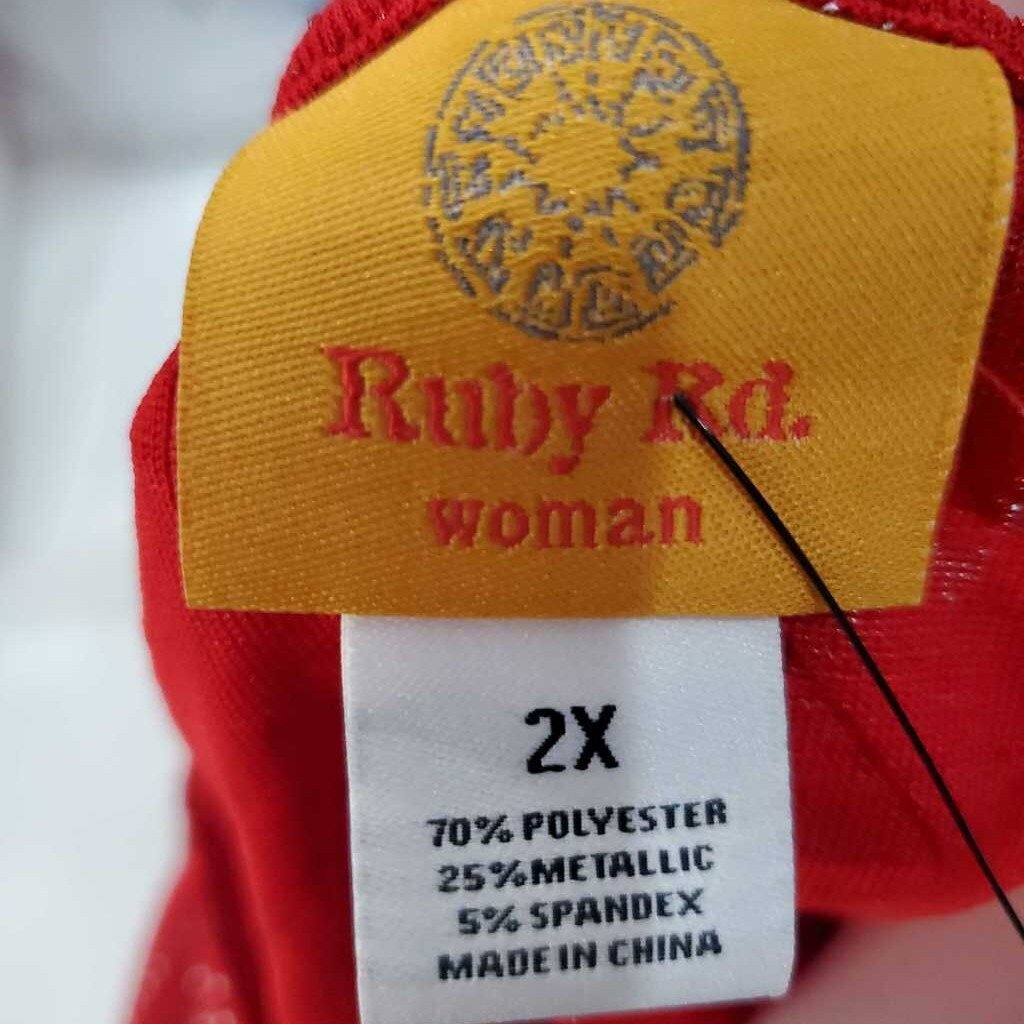 Ruby Rd.
woman
2X
70% POLYESTER
25% METALLIC
5% SPANDEX
MADE IN CHINA